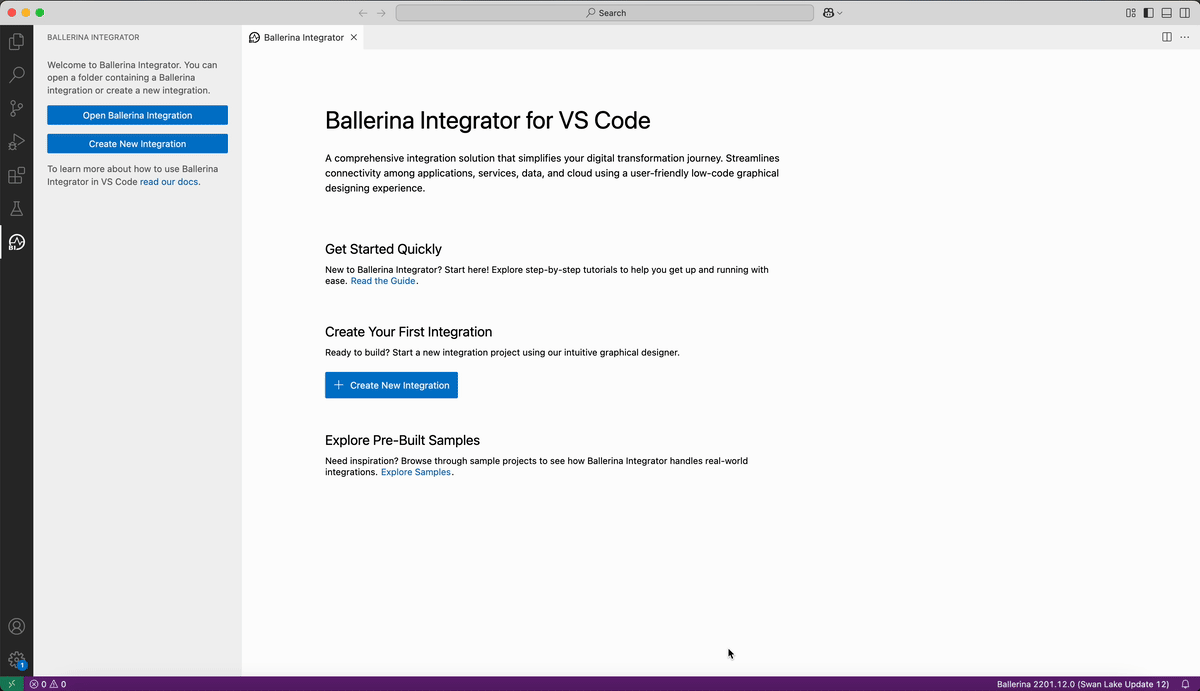 Search
BALLERINA INTEGRATOR
Ballerina Integrator
Welcome to Ballerina Integrator. You can
open a folder containing a Ballerina
integration or create a new integration.
Open Ballerina Integration
Create New Integration
To learn more about how to use Ballerina
Integrator in VS Code read our docs.
BI
Ballerina Integrator for VS Code
A comprehensive integration solution that simplifies your digital transformation journey. Streamlines
connectivity among applications, services, data, and cloud using a user-friendly low-code graphical
designing experience.
Get Started Quickly
New to Ballerina Integrator? Start here! Explore step-by-step tutorials to help you get up and running with
ease. Read the Guide.
Create Your First Integration
Ready to build? Start a new integration project using our intuitive graphical designer.
Create New Integration
Explore Pre-Built Samples
Need inspiration? Browse through sample projects to see how Ballerina Integrator handles real-world
integrations. Explore Samples.
1
0 0
Ballerina 2201.12.0 (Swan Lake Update 12)